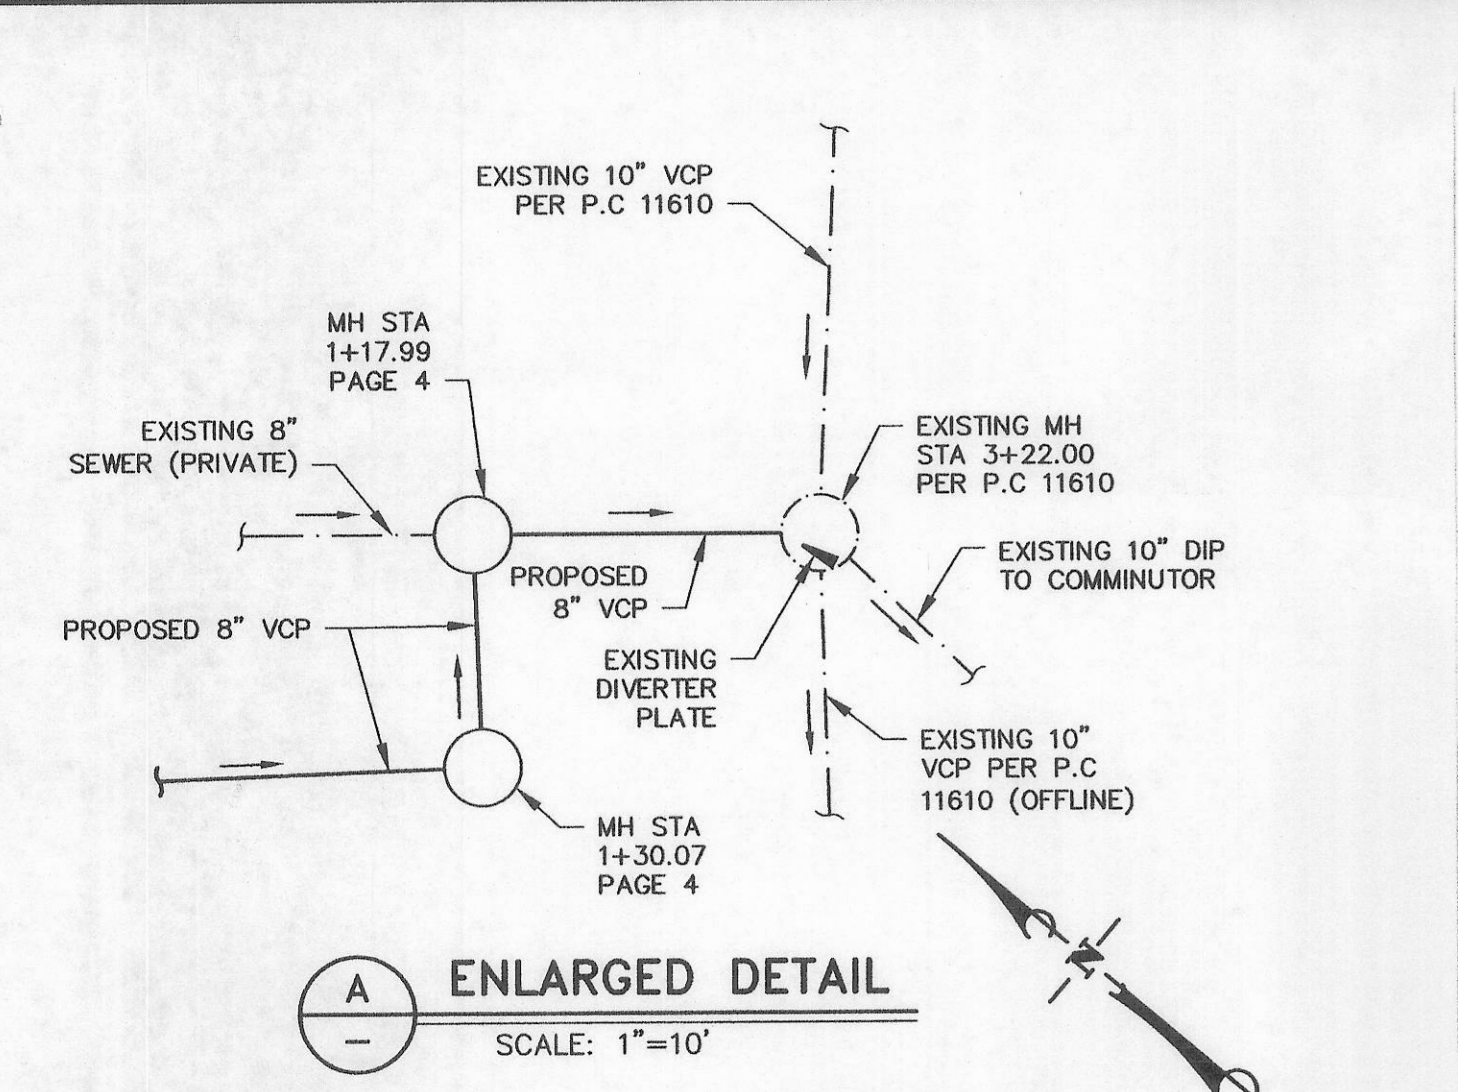 EXISTING 10" VCP
PER P.C 11610
MH STA
1+17.99
PAGE 4
EXISTING 8"
SEWER (PRIVATE)
EXISTING MH
STA 3+22.00
PER P.C 11610
EXISTING 10" DIP
TO COMMINUTOR
PROPOSED
8" VCP
PROPOSED 8" VCP
EXISTING
DIVERTER
PLATE
EXISTING 10"
VCP PER P.C
11610 (OFFLINE)
MH STA
1+30.07
PAGE 4
N
A
–
ENLARGED DETAIL
SCALE: 1"=10'